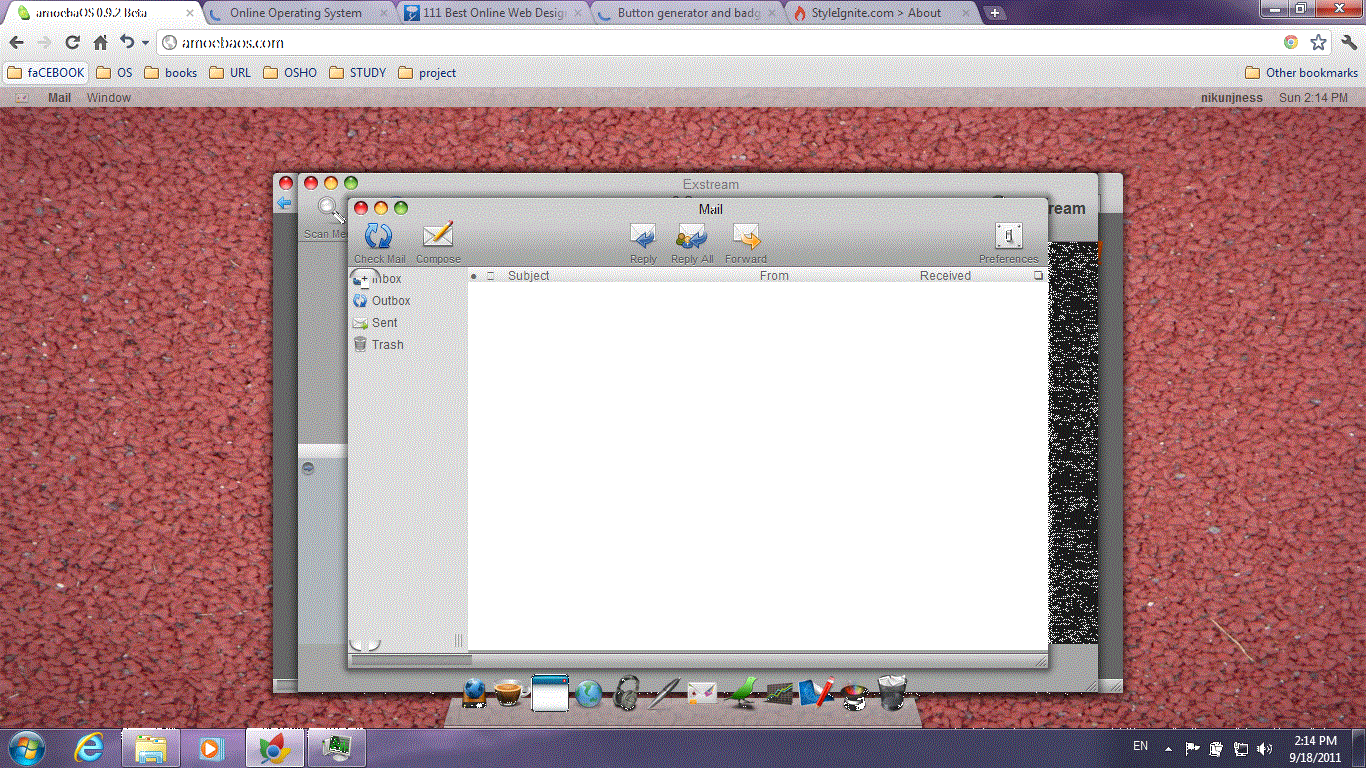 amoebaOS 0.9.2 Beta
Online Operating System
111 Best Online Web Desig
Button generator and badg
StyleIgnite.com > About
amoebaos.com
faCEBOOK OS books URL OSHO STUDY project Other bookmarks
Mail Window nikunjness Sun 2:14 PM
Exstream
Mail
Scan Me
Check Mail Compose Reply Reply All Forward Preferences
Subject From Received
Inbox
Outbox
Sent
Trash
EN
2:14 PM
9/18/2011